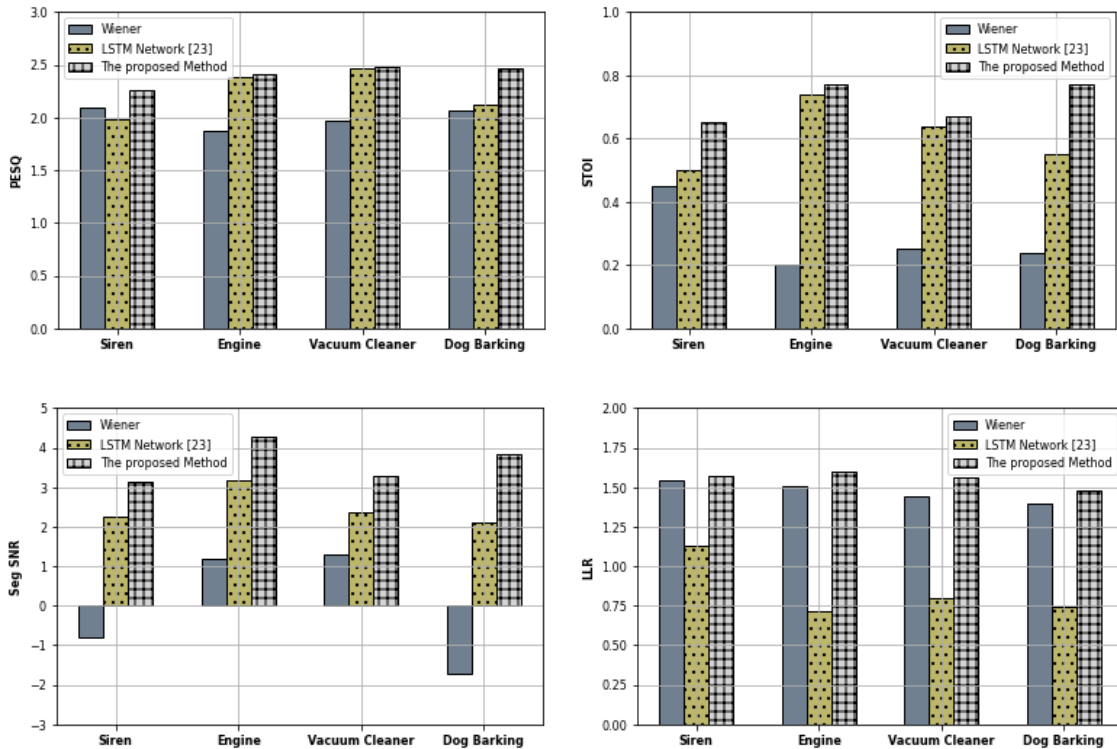 3.0
2.5
2.0
1.5
1.0
0.5
0.0
PESQ
Wiener
LSTM Network [23]
The proposed Method
Siren Engine Vacuum Cleaner Dog Barking
1.0
0.8
0.6
0.4
0.2
0.0
STOI
Wiener
LSTM Network [23]
The proposed Method
Siren Engine Vacuum Cleaner Dog Barking
5
4
3
2
1
0
−1
−2
−3
Seg SNR
Wiener
LSTM Network [23]
The proposed Method
Siren Engine Vacuum Cleaner Dog Barking
2.00
1.75
1.50
1.25
1.00
0.75
0.50
0.25
0.00
LLR
Wiener
LSTM Network [23]
The proposed Method
Siren Engine Vacuum Cleaner Dog Barking